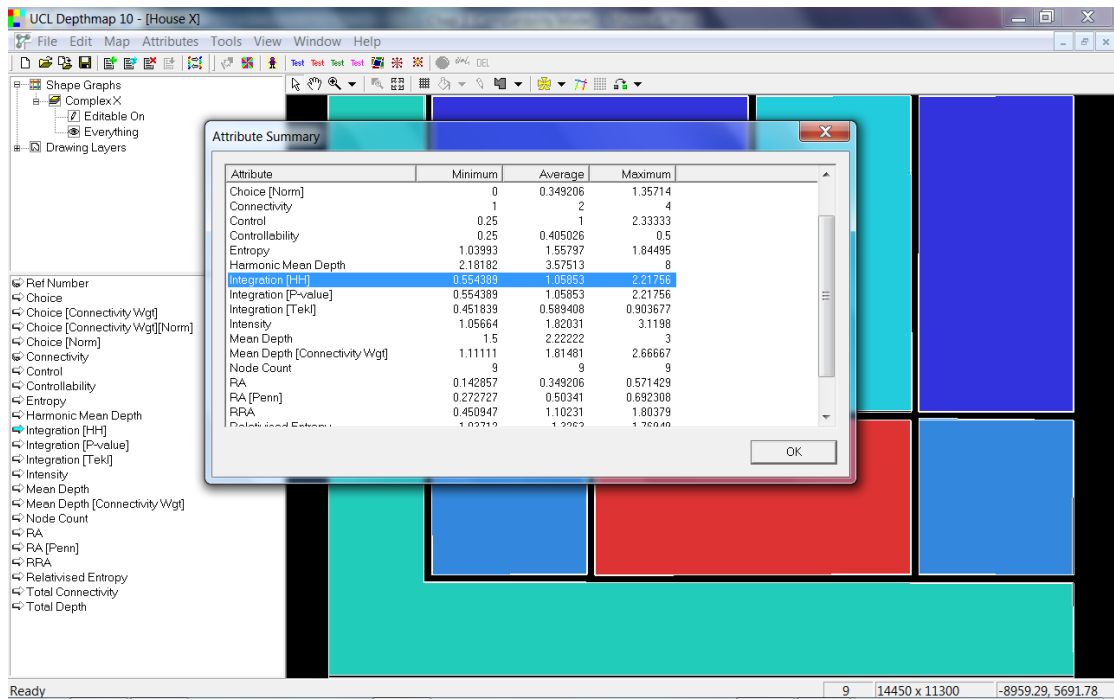 UCL Depthmap 10 - [House X]
File Edit Map Attributes Tools View Window Help
Test Test Test Test DEL
Shape Graphs
ComplexX
Editable On
Everything
Drawing Layers
Attribute Summary
Attribute Minimum Average Maximum
Choice [Norm] 0 0.349206 1.35714
Connectivity 1 2 4
Control 0.25 1 2.33333
Controllability 0.25 0.405026 0.5
Entropy 1.03993 1.55797 1.84495
Harmonic Mean Depth 2.18182 3.57513 8
Integration [HH] 0.554389 1.05853 2.21756
Integration [P-value] 0.554389 1.05853 2.21756
Integration [Tekl] 0.451839 0.589408 0.903677
Intensity 1.05664 1.82031 3.1198
Mean Depth 1.5 2.22222 3
Mean Depth [Connectivity Wgt] 1.11111 1.81481 2.66667
Node Count 9 9 9
RA 0.142857 0.349206 0.571429
RA [Penn] 0.272727 0.50341 0.692308
RRA 0.450947 1.10231 1.80379
Relativised Entropy 1.03712 1.3263 1.76949
OK
Ref Number
Choice
Choice [Connectivity Wgt]
Choice [Connectivity Wgt][Norm]
Choice [Norm]
Connectivity
Control
Controllability
Entropy
Harmonic Mean Depth
Integration [HH]
Integration [P-value]
Integration [Tekl]
Intensity
Mean Depth
Mean Depth [Connectivity Wgt]
Node Count
RA
RA [Penn]
RRA
Relativised Entropy
Total Connectivity
Total Depth
Ready 9 14450 x 11300 -8959.29, 5691.78